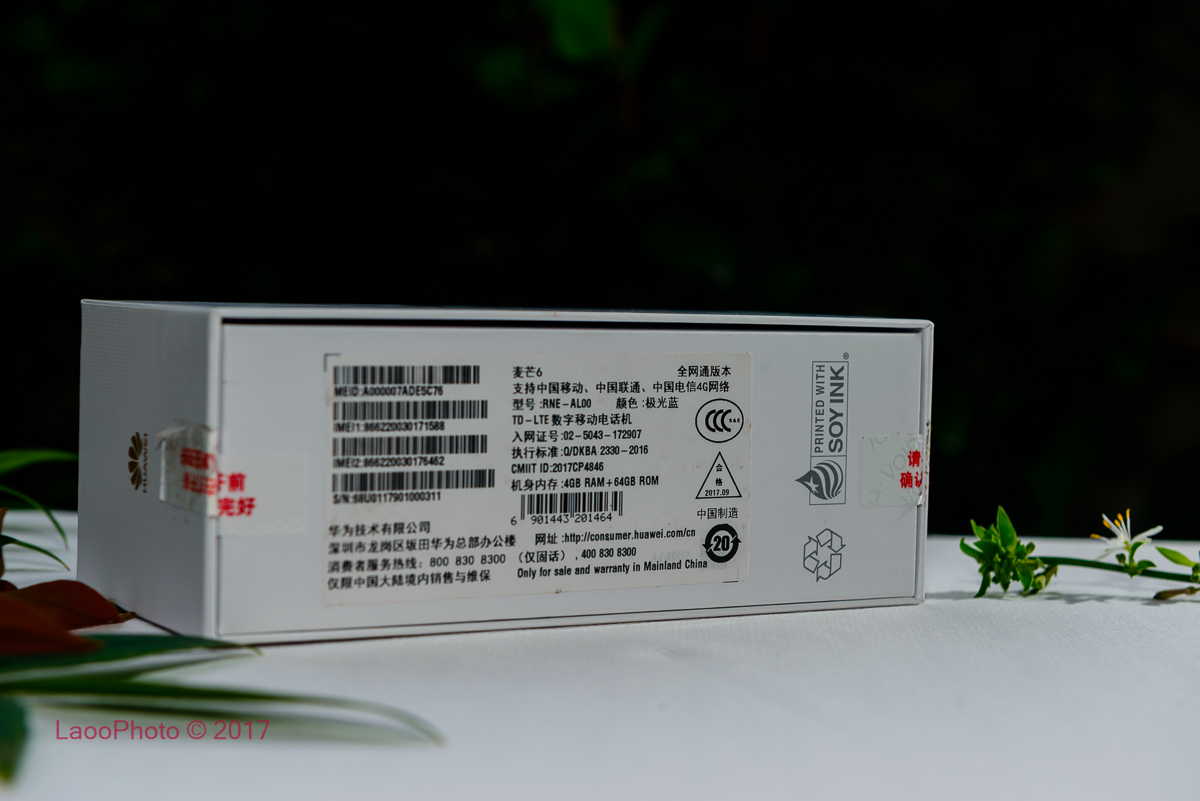 HUAWEI
前
完好
MEID:A000007ADE5C76
IMEI1:866220030171588
IMEI2:866220030176462
S/N:68U0117901000311
麦芒6
全网通版本
支持中国移动、中国联通、中国电信4G网络
型号:RNE-AL00 颜色:极光蓝
TD-LTE 数字移动电话机
入网证号:02-5043-172907
执行标准:Q/DKBA 2330-2016
CMIIT ID:2017CP4846
机身内存:4GB RAM+64GB ROM
6 901443 201464
CCC S&E
合
格
2017.09
中国制造
20
华为技术有限公司
深圳市龙岗区坂田华为总部办公楼 网址:http://consumer.huawei.com/cn
消费者服务热线: 800 830 8300 (仅固话) , 400 830 8300
仅限中国大陆境内销售与维保 Only for sale and warranty in Mainland China
PRINTED WITH
SOY INK®
请
确认
LaooPhoto © 2017